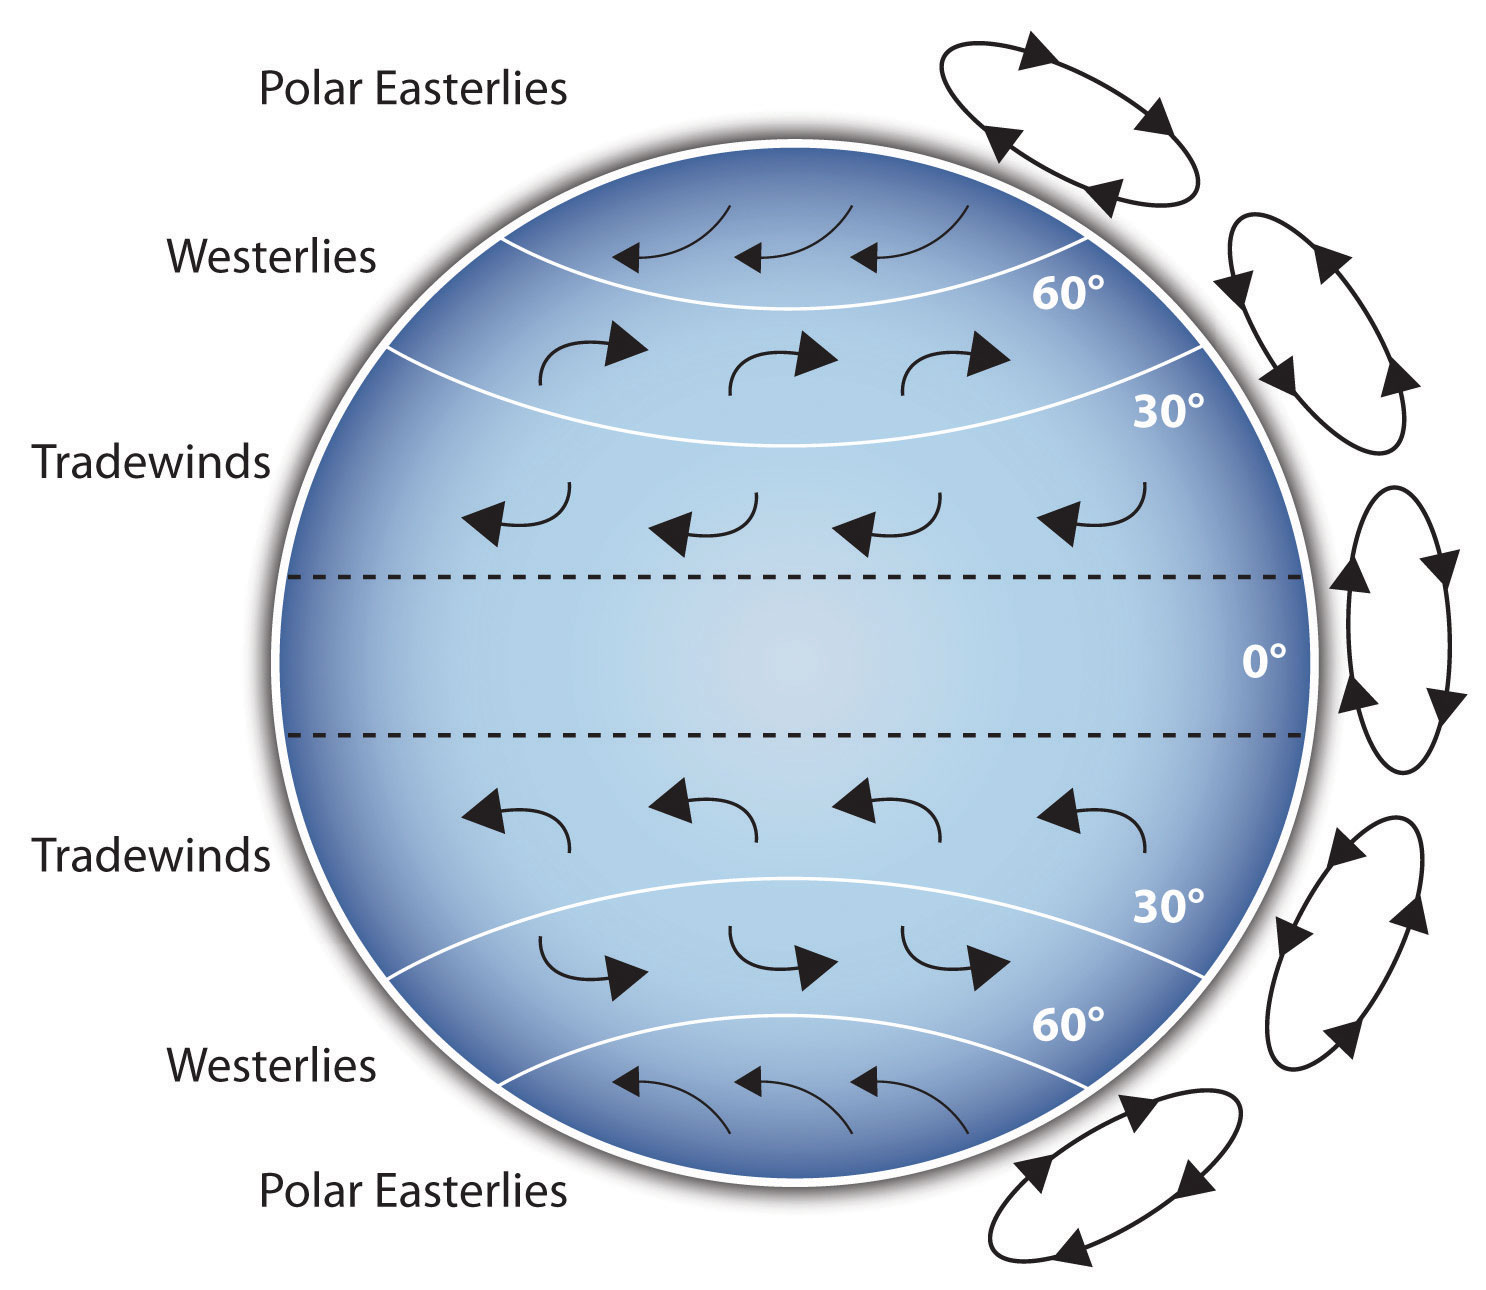 Polar Easterlies
Westerlies
60°
30°
Tradewinds
0°
Tradewinds
30°
60°
Westerlies
Polar Easterlies